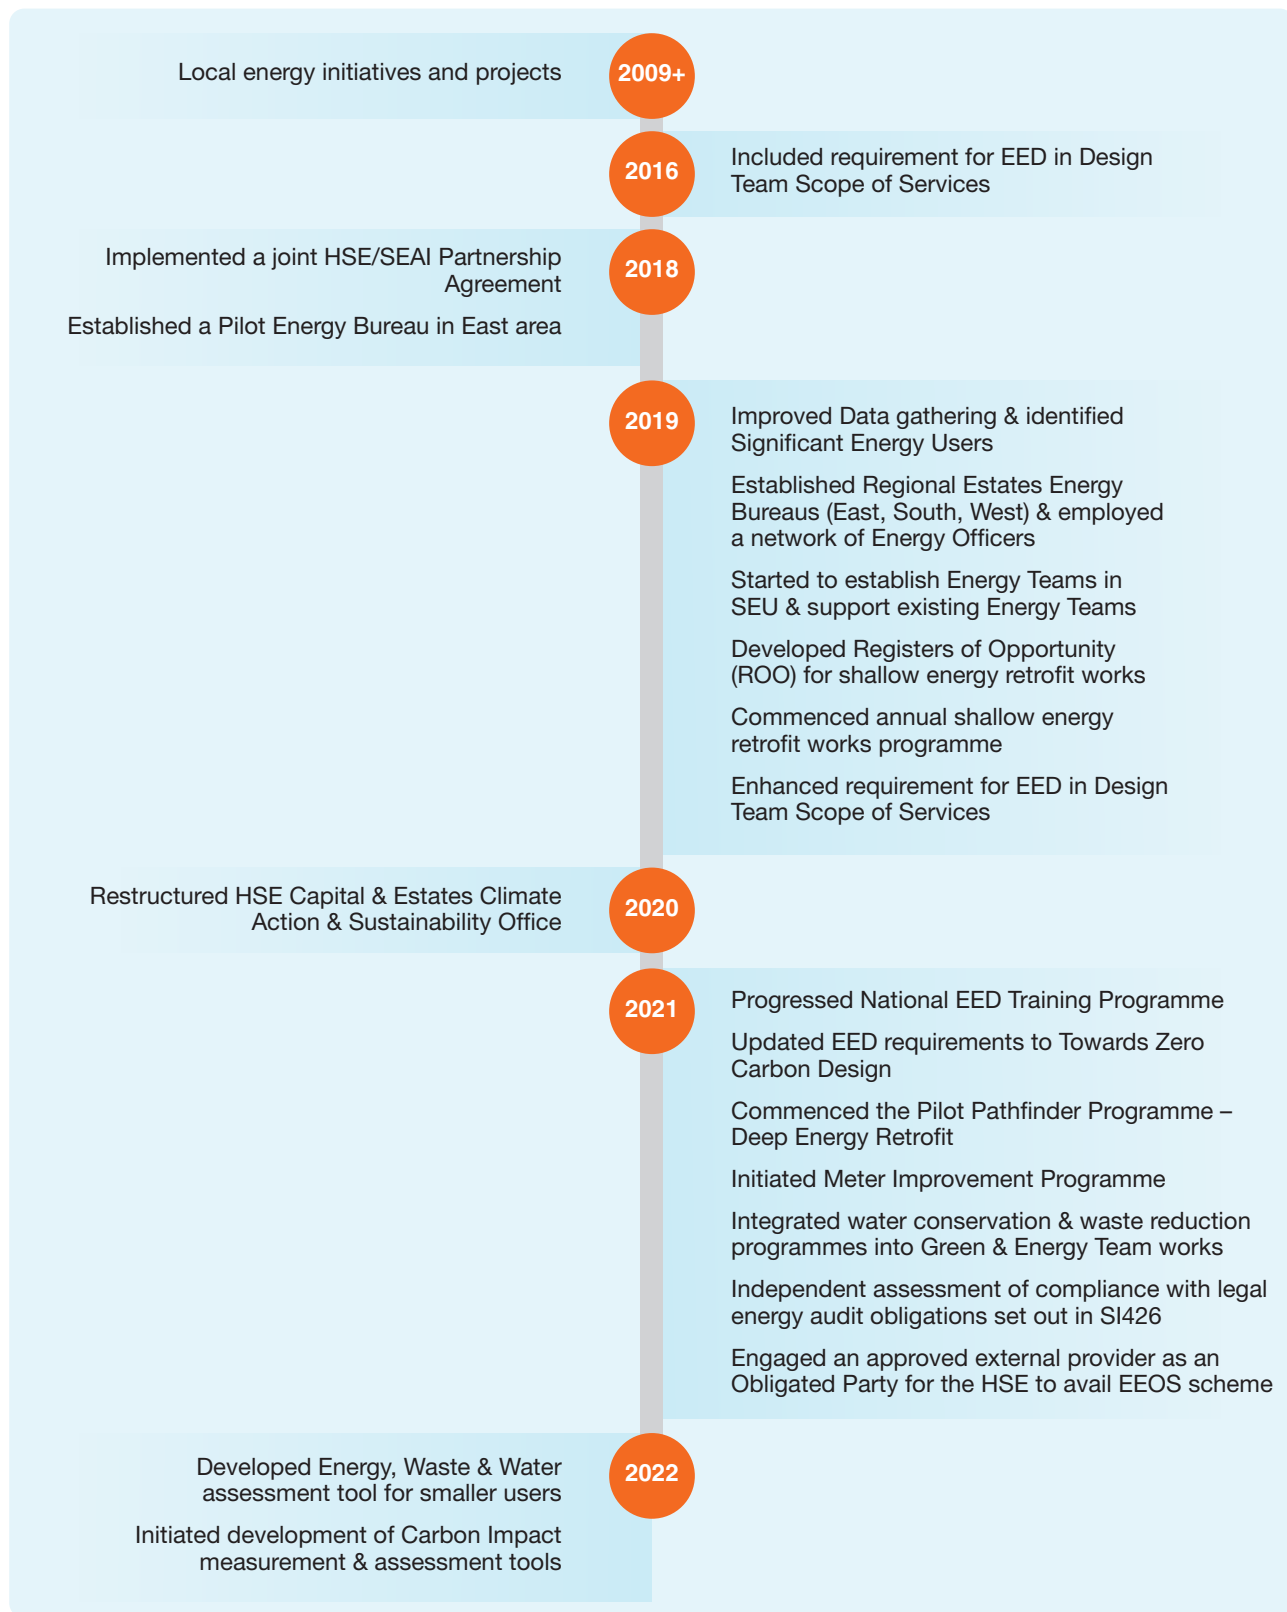 Local energy initiatives and projects
2009+
2016
Included requirement for EED in Design
Team Scope of Services
Implemented a joint HSE/SEAI Partnership
Agreement
Established a Pilot Energy Bureau in East area
2018
2019
Improved Data gathering & identified
Significant Energy Users
Established Regional Estates Energy
Bureaus (East, South, West) & employed
a network of Energy Officers
Started to establish Energy Teams in
SEU & support existing Energy Teams
Developed Registers of Opportunity
(ROO) for shallow energy retrofit works
Commenced annual shallow energy
retrofit works programme
Enhanced requirement for EED in Design
Team Scope of Services
Restructured HSE Capital & Estates Climate
Action & Sustainability Office
2020
2021
Progressed National EED Training Programme
Updated EED requirements to Towards Zero
Carbon Design
Commenced the Pilot Pathfinder Programme –
Deep Energy Retrofit
Initiated Meter Improvement Programme
Integrated water conservation & waste reduction
programmes into Green & Energy Team works
Independent assessment of compliance with legal
energy audit obligations set out in SI426
Engaged an approved external provider as an
Obligated Party for the HSE to avail EEOS scheme
Developed Energy, Waste & Water
assessment tool for smaller users
Initiated development of Carbon Impact
measurement & assessment tools
2022